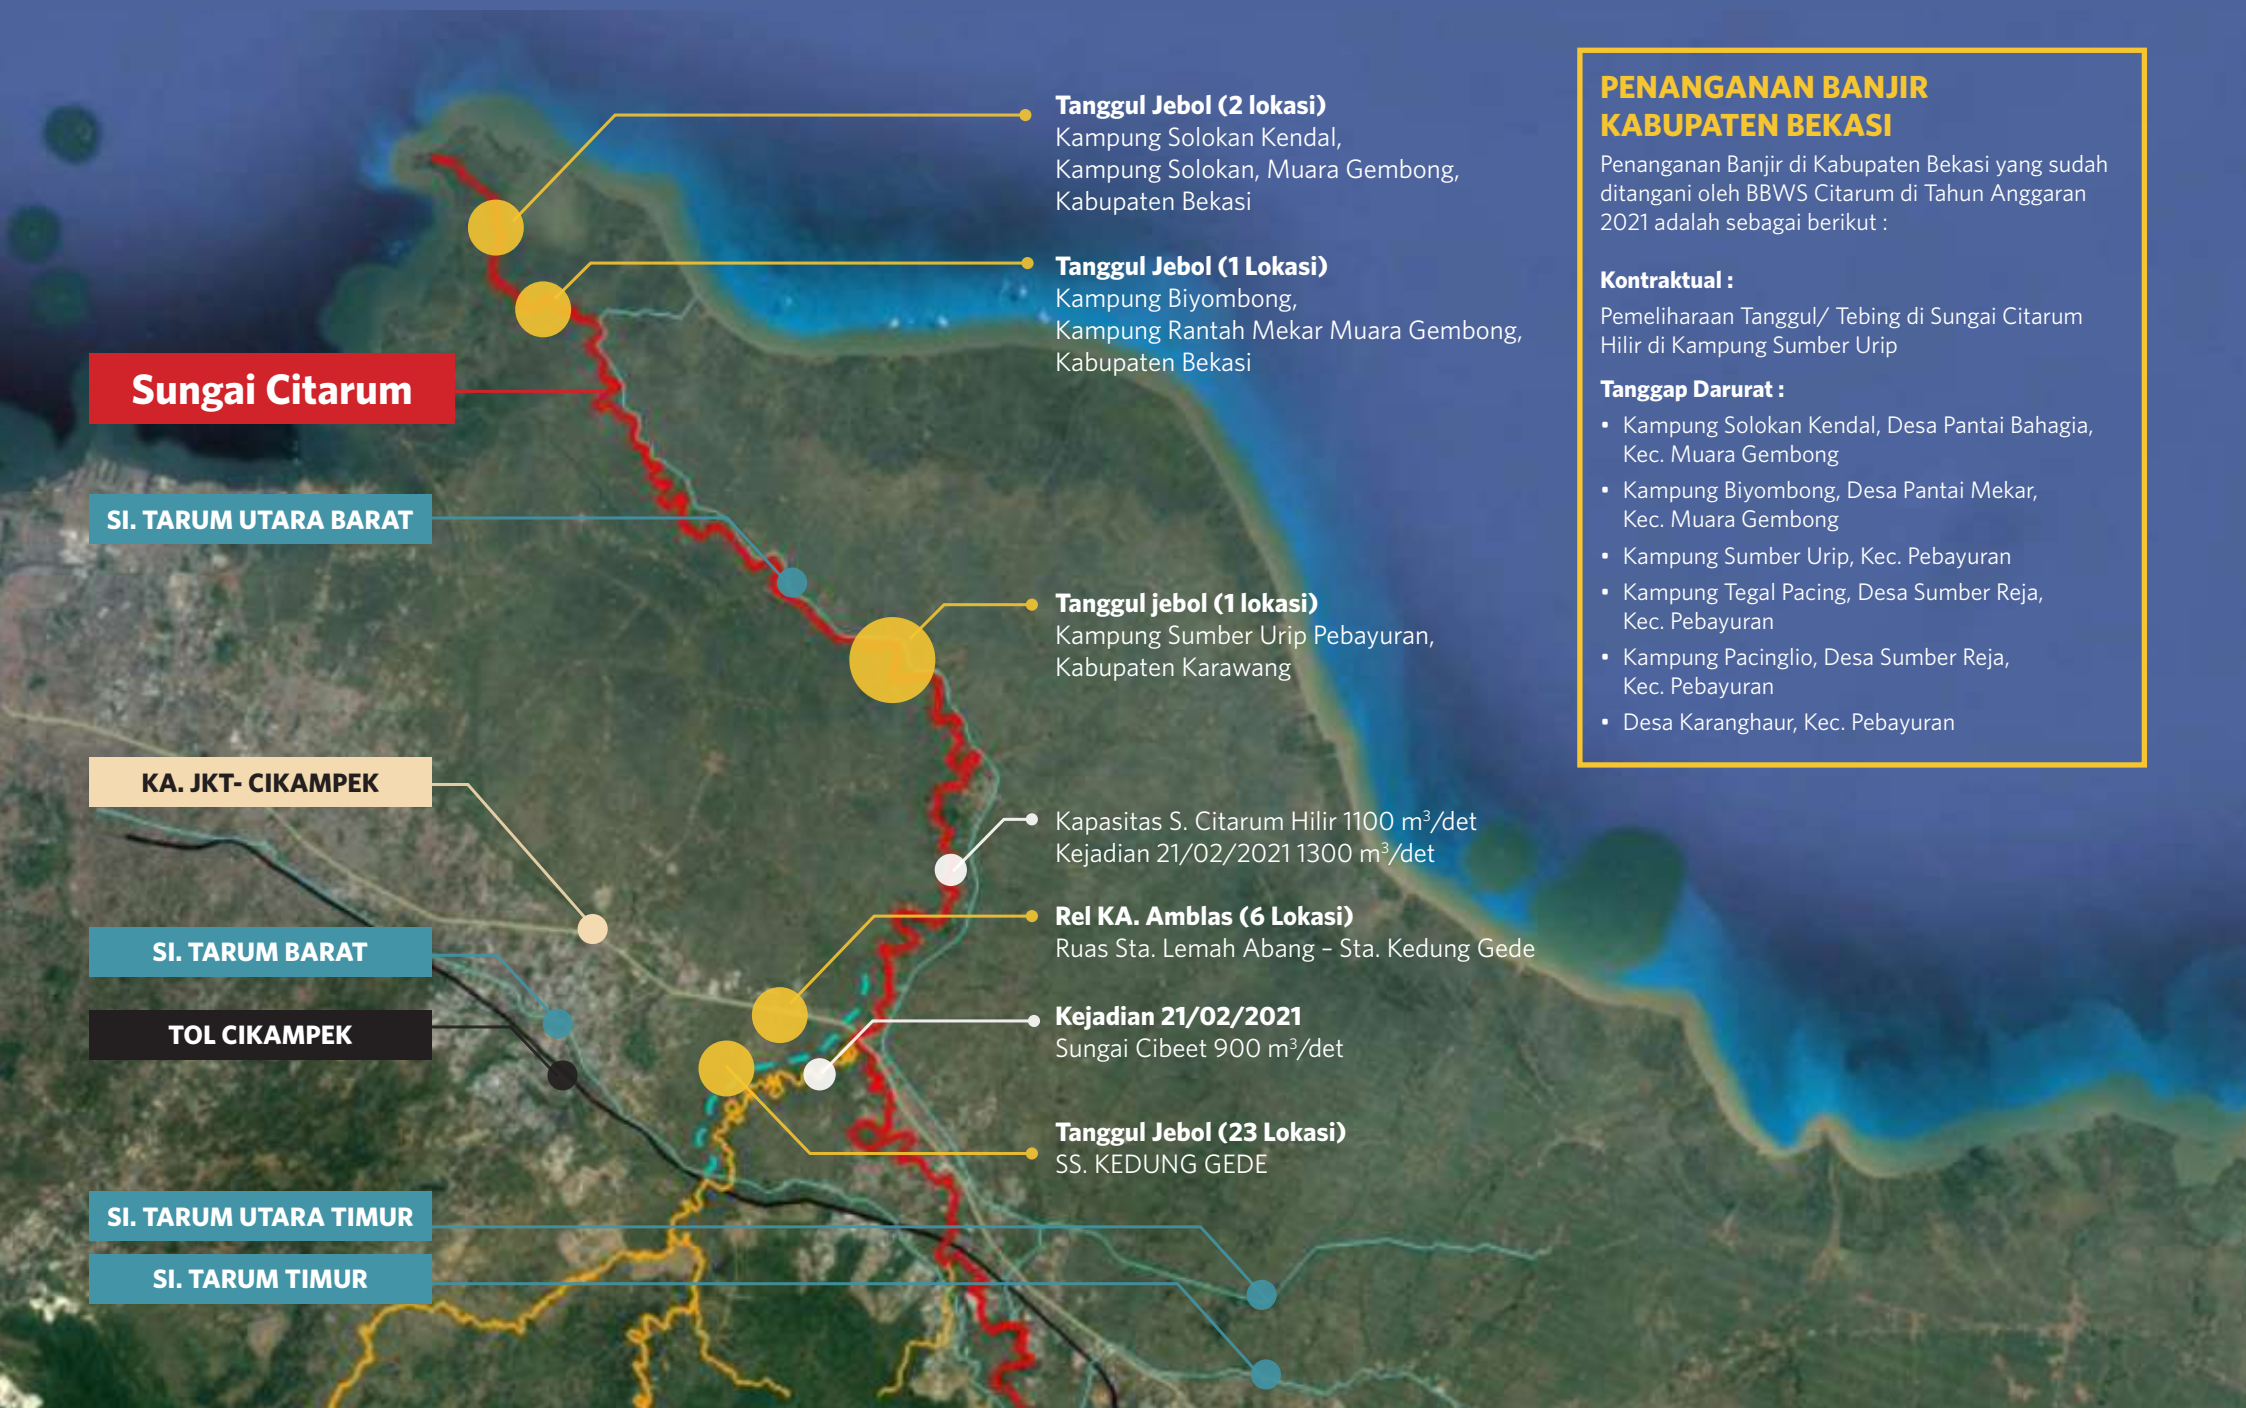 Tanggul Jebol (2 lokasi)
Kampung Solokan Kendal,
Kampung Solokan, Muara Gembong,
Kabupaten Bekasi
Tanggul Jebol (1 Lokasi)
Kampung Biyombong,
Kampung Rantah Mekar Muara Gembong,
Kabupaten Bekasi
Sungai Citarum
SI. TARUM UTARA BARAT
Tanggul jebol (1 lokasi)
Kampung Sumber Urip Pebayuran,
Kabupaten Karawang
KA. JKT- CIKAMPEK
Kapasitas S. Citarum Hilir 1100 m³/det
Kejadian 21/02/2021 1300 m³/det
Rel KA. Amblas (6 Lokasi)
Ruas Sta. Lemah Abang – Sta. Kedung Gede
SI. TARUM BARAT
TOL CIKAMPEK
Kejadian 21/02/2021
Sungai Cibeet 900 m³/det
Tanggul Jebol (23 Lokasi)
SS. KEDUNG GEDE
SI. TARUM UTARA TIMUR
SI. TARUM TIMUR
PENANGANAN BANJIR
KABUPATEN BEKASI
Penanganan Banjir di Kabupaten Bekasi yang sudah
ditangani oleh BBWS Citarum di Tahun Anggaran
2021 adalah sebagai berikut :
Kontraktual :
Pemeliharaan Tanggul/ Tebing di Sungai Citarum
Hilir di Kampung Sumber Urip
Tanggap Darurat :
• Kampung Solokan Kendal, Desa Pantai Bahagia,
Kec. Muara Gembong
• Kampung Biyombong, Desa Pantai Mekar,
Kec. Muara Gembong
• Kampung Sumber Urip, Kec. Pebayuran
• Kampung Tegal Pacing, Desa Sumber Reja,
Kec. Pebayuran
• Kampung Pacinglio, Desa Sumber Reja,
Kec. Pebayuran
• Desa Karanghaur, Kec. Pebayuran